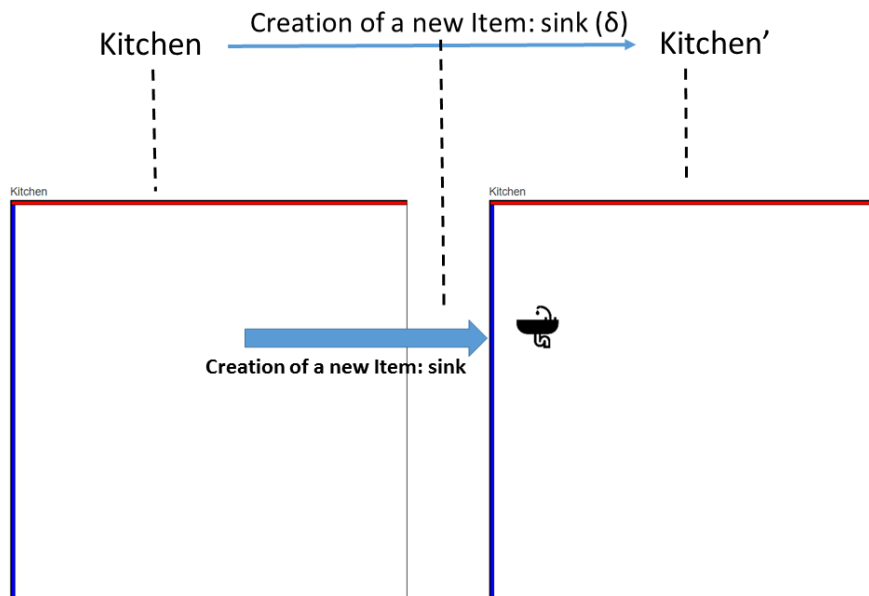 Creation of a new Item: sink (δ)
Kitchen
Kitchen’
Kitchen
Kitchen
Creation of a new Item: sink